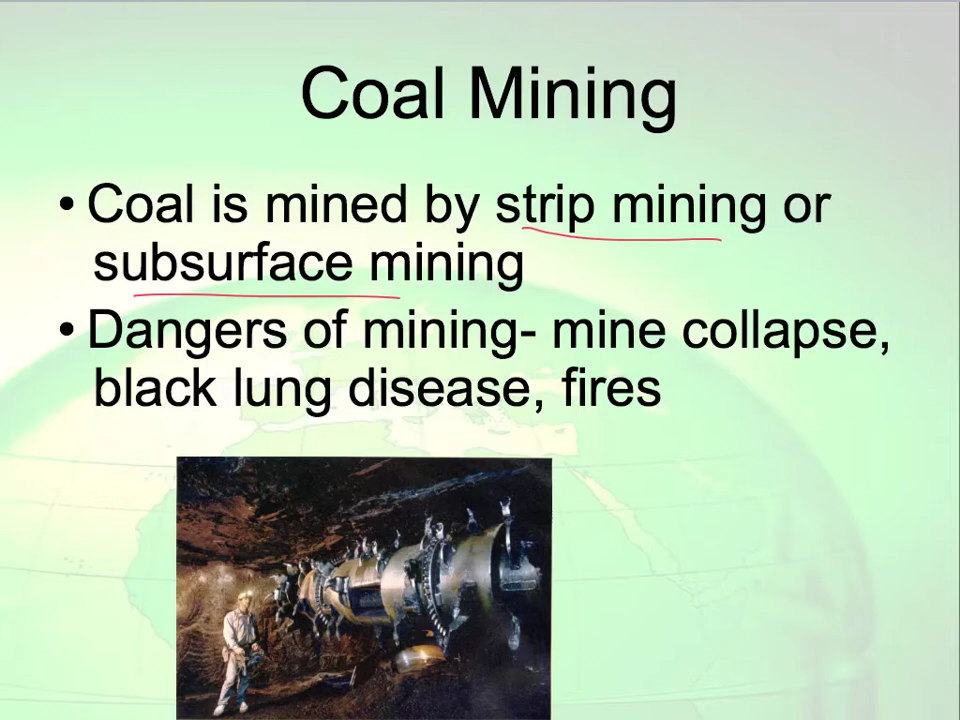 Coal Mining
• Coal is mined by strip mining or
subsurface mining
• Dangers of mining- mine collapse,
black lung disease, fires